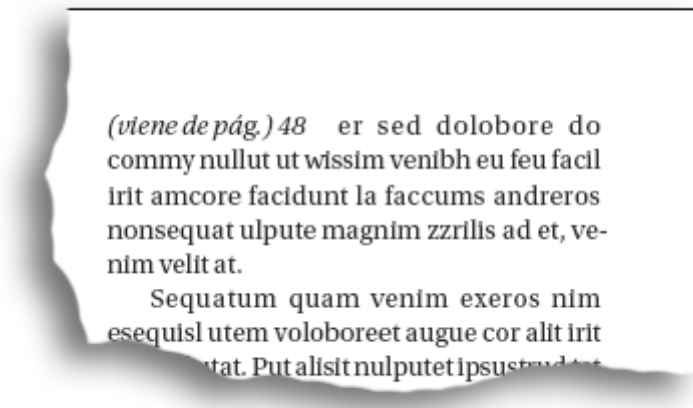 (viene de pág.) 48 er sed dolobore do
commy nullut ut wissim venibh eu feu facil
irit amcore facidunt la faccums andreros
nonsequat ulpute magnim zzrilis ad et, ve-
nim velit at.
Sequatum quam venim exeros nim
esequisl utem voloboreet augue cor alit irit
Put alisit nulputet